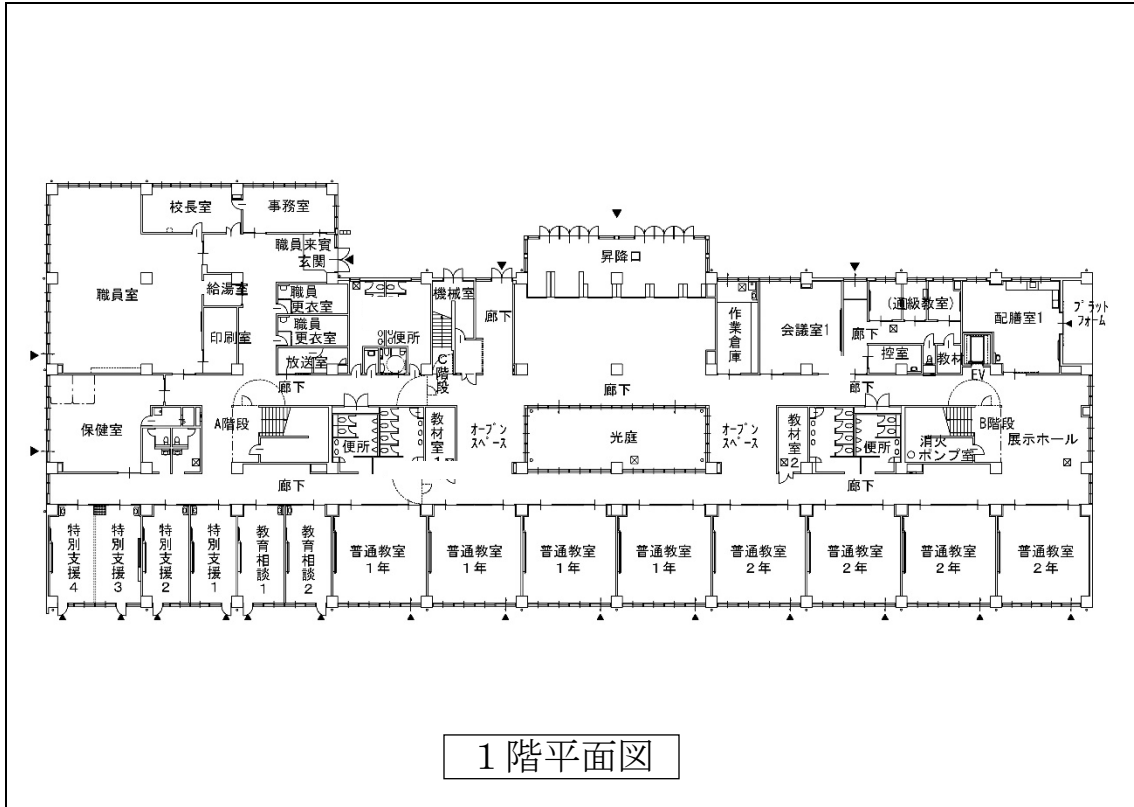 校長室
事務室
職員来賓
玄関
昇降口
職員室
給湯室
職員
更衣室
機械室
廊下
作業倉庫
会議室1
廊下
(通級教室)
配膳室1
プラット
フォーム
印刷室
職員
更衣室
便所
放送室
C階段
控室
教材
EV
廊下
廊下
廊下
保健室
A階段
便所
教材室1
オープン
スペース
光庭
オープン
スペース
教材室2
便所
消火
ポンプ室
B階段
展示ホール
廊下
廊下
特別支援4
特別支援3
特別支援2
特別支援1
教育相談1
教育相談2
普通教室
1年
普通教室
1年
普通教室
1年
普通教室
1年
普通教室
2年
普通教室
2年
普通教室
2年
普通教室
2年
1階平面図